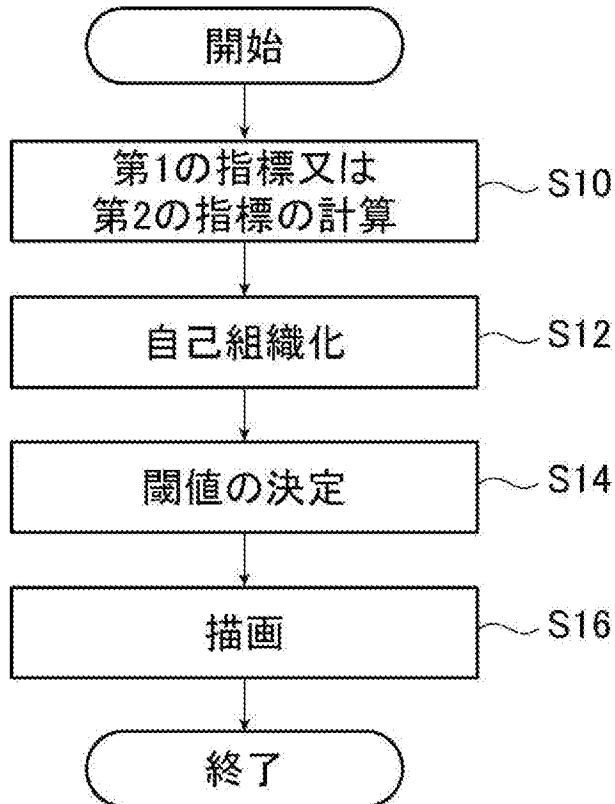 開始
第1の指標又は
第2の指標の計算
S10
自己組織化
S12
閾値の決定
S14
描画
S16
終了